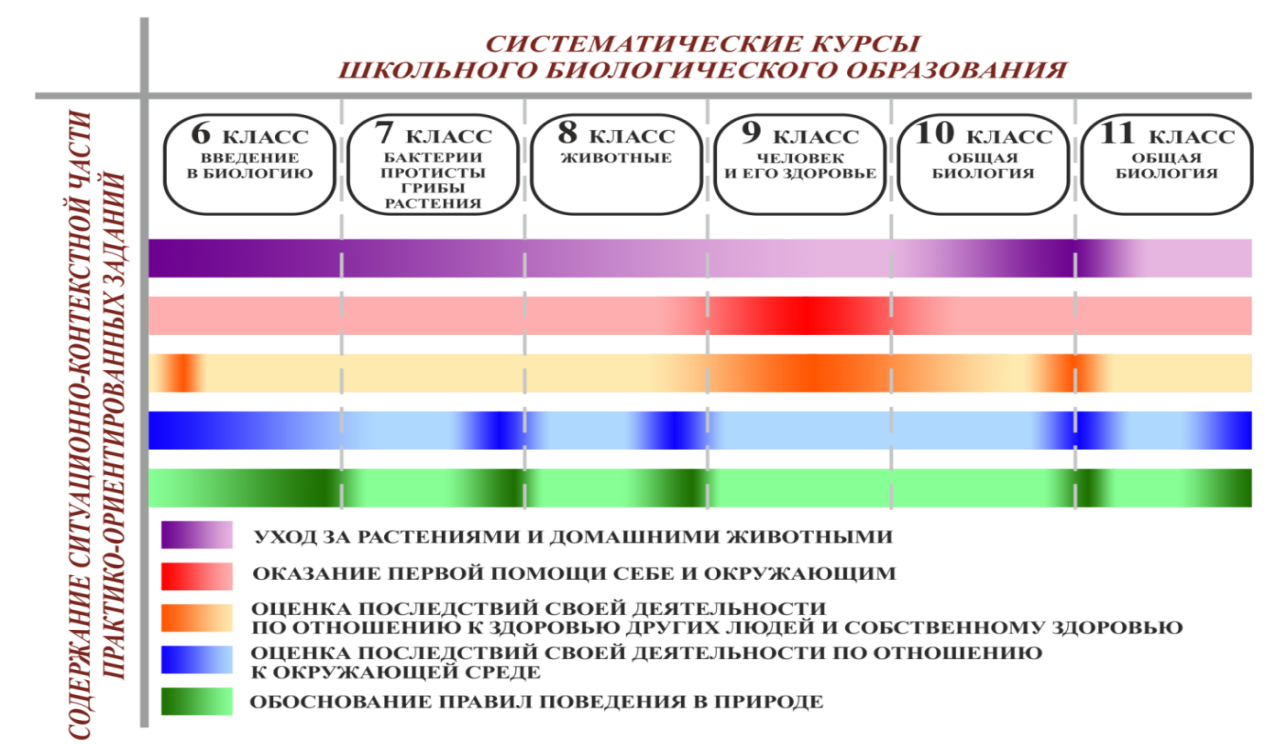 СИСТЕМАТИЧЕСКИЕ КУРСЫ
ШКОЛЬНОГО БИОЛОГИЧЕСКОГО ОБРАЗОВАНИЯ
СОДЕРЖАНИЕ СИТУАЦИОННО-КОНТЕКСТНОЙ ЧАСТИ
ПРАКТИКО-ОРИЕНТИРОВАННЫХ ЗАДАНИЙ
6 КЛАСС
ВВЕДЕНИЕ
В БИОЛОГИЮ
7 КЛАСС
БАКТЕРИИ
ПРОТИСТЫ
ГРИБЫ
РАСТЕНИЯ
8 КЛАСС
ЖИВОТНЫЕ
9 КЛАСС
ЧЕЛОВЕК
И ЕГО ЗДОРОВЬЕ
10 КЛАСС
ОБЩАЯ
БИОЛОГИЯ
11 КЛАСС
ОБЩАЯ
БИОЛОГИЯ
УХОД ЗА РАСТЕНИЯМИ И ДОМАШНИМИ ЖИВОТНЫМИ
ОКАЗАНИЕ ПЕРВОЙ ПОМОЩИ СЕБЕ И ОКРУЖАЮЩИМ
ОЦЕНКА ПОСЛЕДСТВИЙ СВОЕЙ ДЕЯТЕЛЬНОСТИ
ПО ОТНОШЕНИЮ К ЗДОРОВЬЮ ДРУГИХ ЛЮДЕЙ И СОБСТВЕННОМУ ЗДОРОВЬЮ
ОЦЕНКА ПОСЛЕДСТВИЙ СВОЕЙ ДЕЯТЕЛЬНОСТИ ПО ОТНОШЕНИЮ
К ОКРУЖАЮЩЕЙ СРЕДЕ
ОБОСНОВАНИЕ ПРАВИЛ ПОВЕДЕНИЯ В ПРИРОДЕ